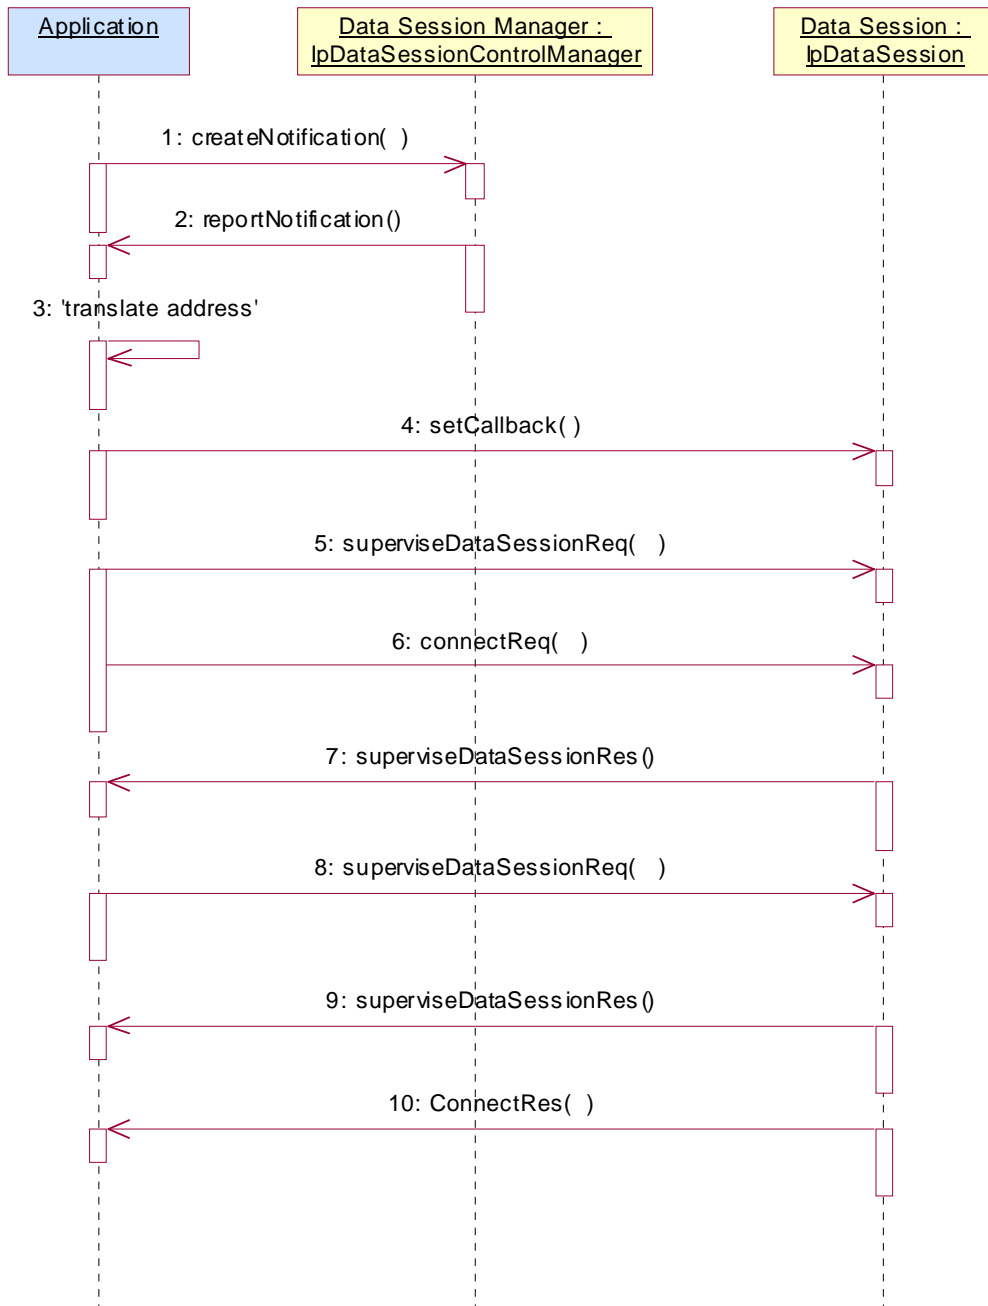 Application
Data Session Manager :
IpDataSessionControlManager
Data Session :
IpDataSession
1: createNotification( )
2: reportNotification()
3: 'translate address'
4: setCallback( )
5: superviseDataSessionReq( )
6: connectReq( )
7: superviseDataSessionRes()
8: superviseDataSessionReq( )
9: superviseDataSessionRes()
10: ConnectRes( )